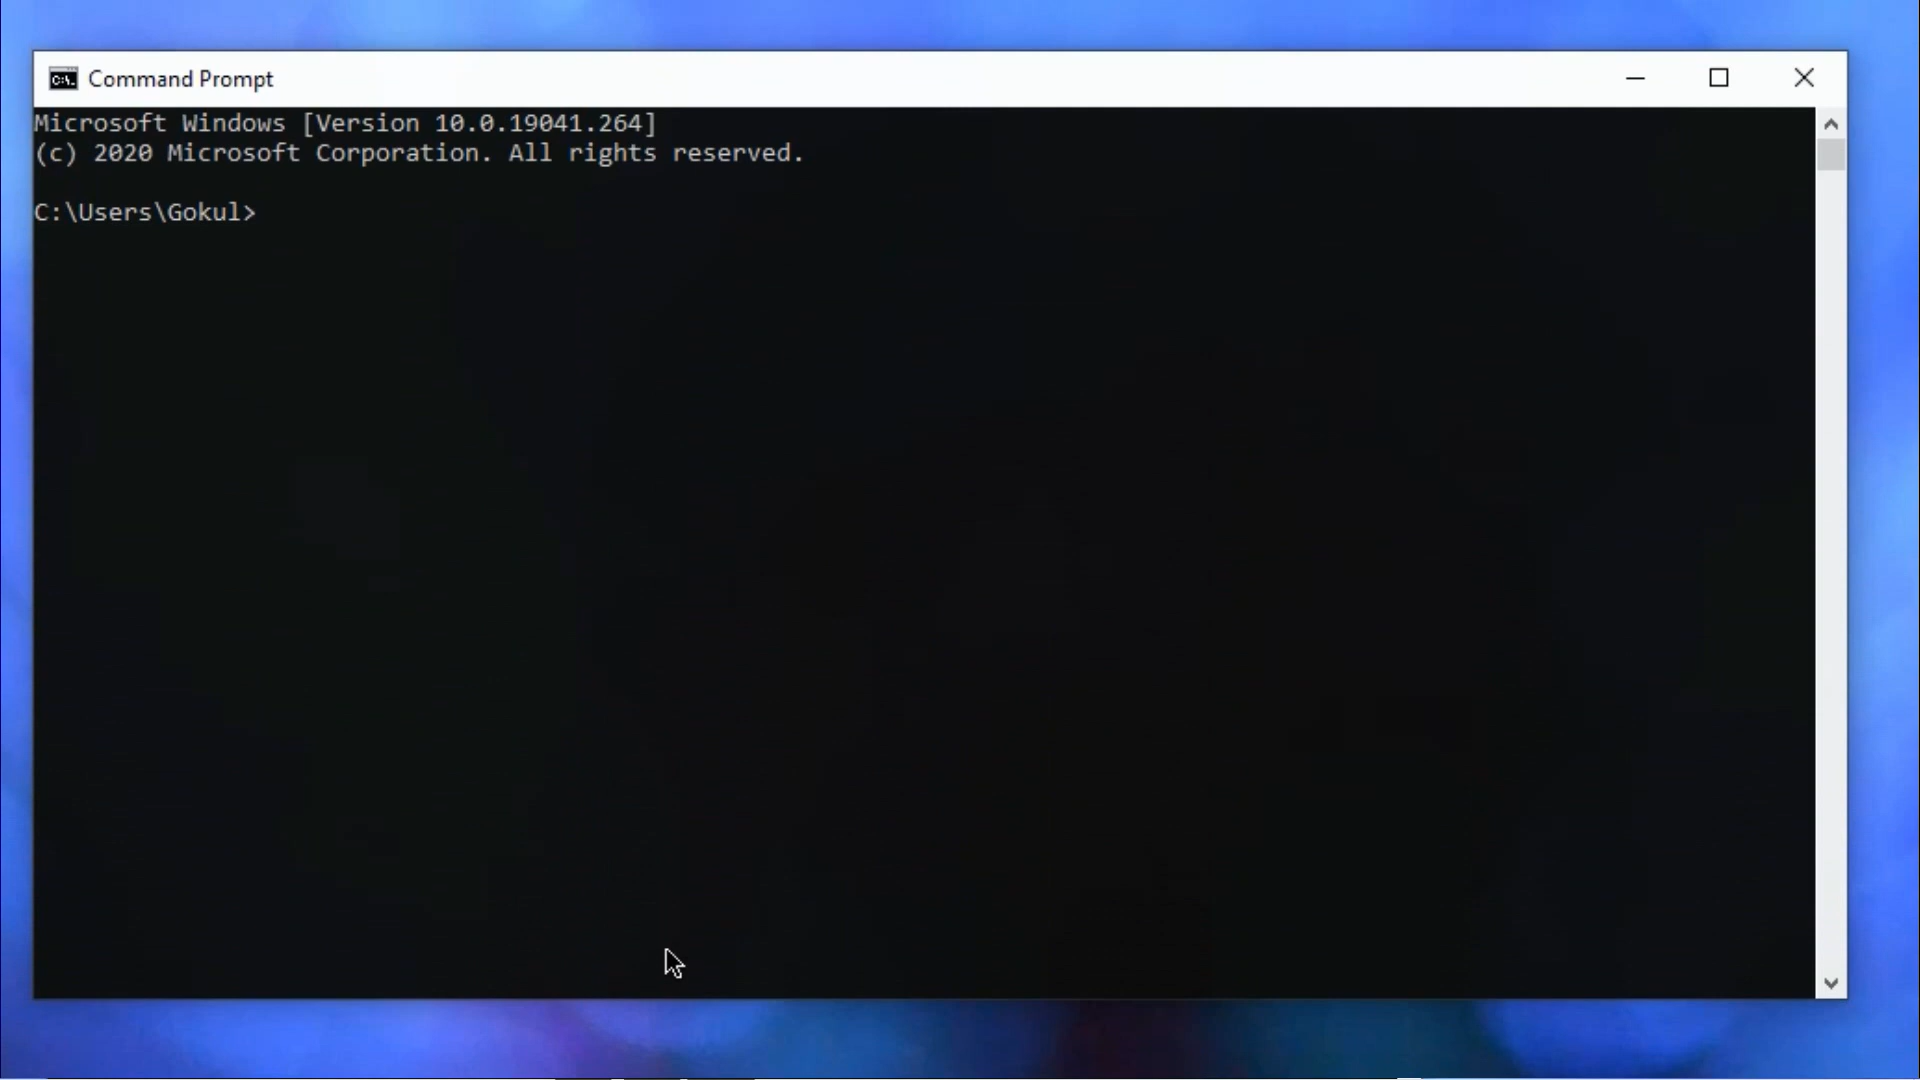 Command Prompt
Microsoft Windows [Version 10.0.19041.264]
(c) 2020 Microsoft Corporation. All rights reserved.
C:\Users\Gokul>